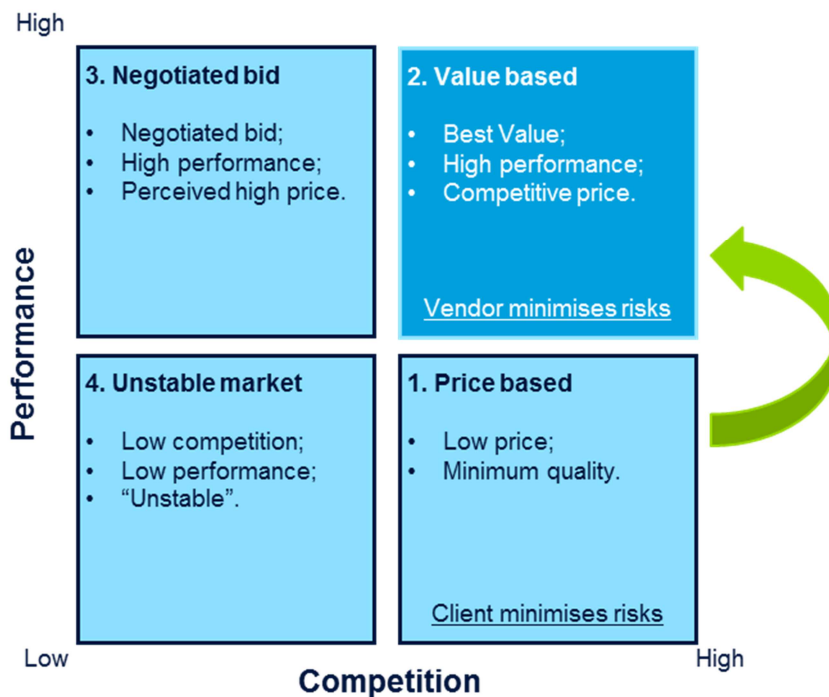 High
3. Negotiated bid
• Negotiated bid;
• High performance;
• Perceived high price.
2. Value based
• Best Value;
• High performance;
• Competitive price.
Vendor minimises risks
Performance
4. Unstable market
• Low competition;
• Low performance;
• “Unstable”.
1. Price based
• Low price;
• Minimum quality.
Client minimises risks
Low
Competition
High